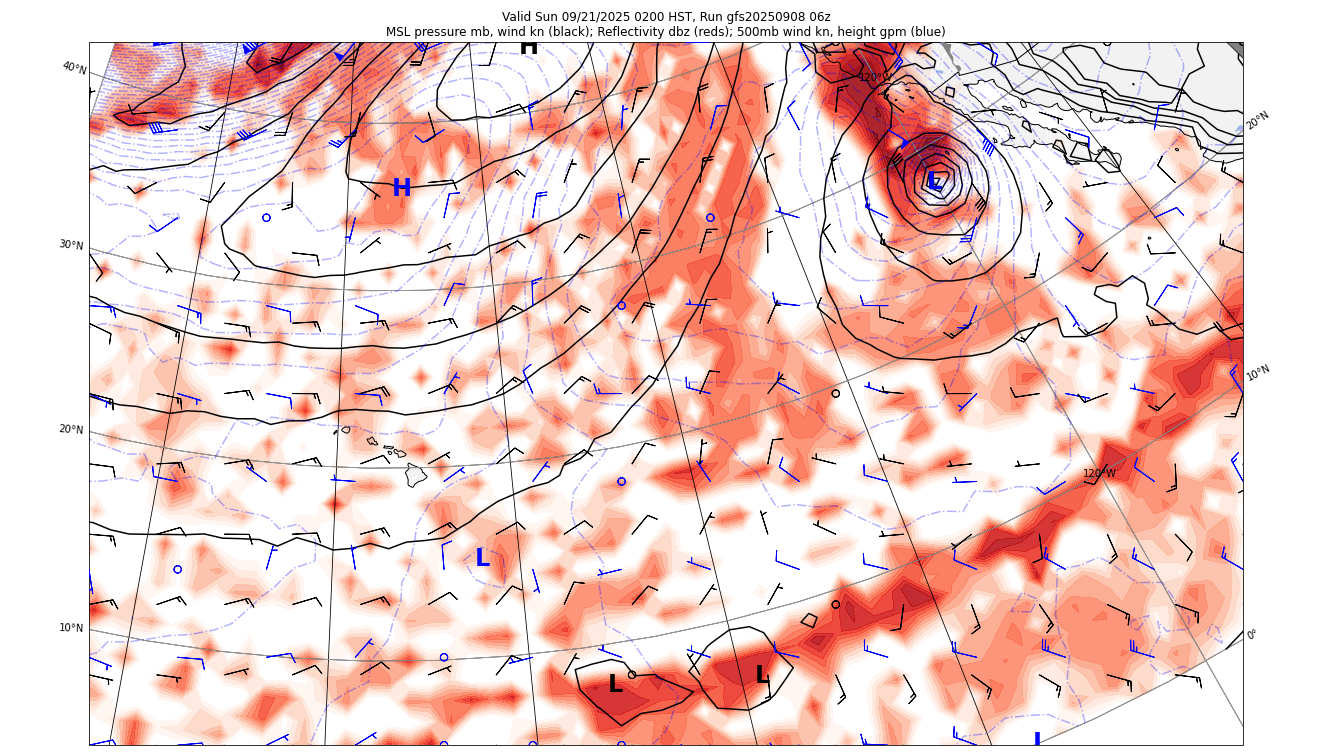 Valid Sun 09/21/2025 0200 HST, Run gfs20250908 06z
MSL pressure mb, wind kn (black); Reflectivity dbz (reds); 500mb wind kn, height gpm (blue)
H
40°N
120°W
20°N
L
H
30°N
10°N
20°N
120°W
L
10°N
0°
L
L
L